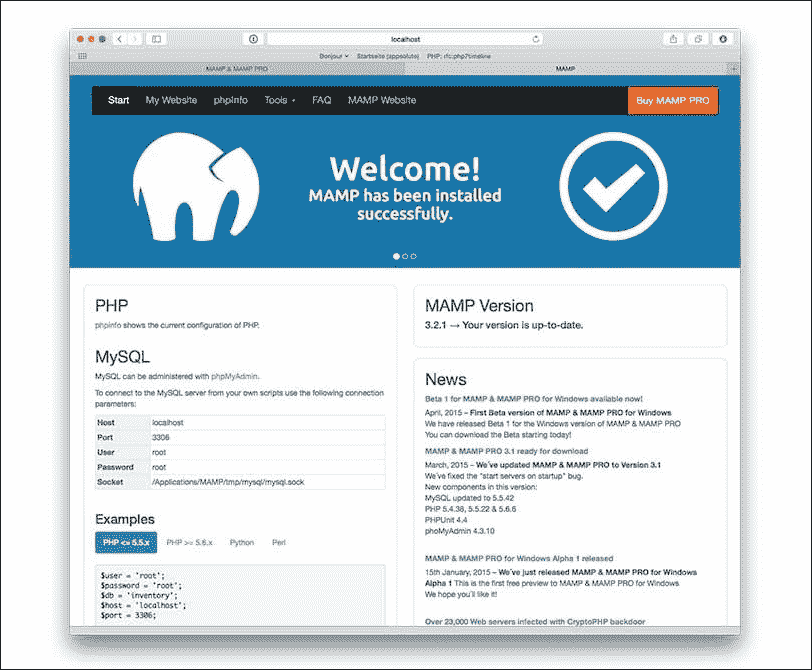 localhost
Bonjour Startseite (appsolute) PHP: rfc:php7timeline
MAMP & MAMP PRO MAMP
Start My Website phpInfo Tools FAQ MAMP Website Buy MAMP PRO
Welcome!
MAMP has been installed
successfully.
PHP
phpinfo shows the current configuration of PHP.
MySQL
MySQL can be administered with phpMyAdmin.
To connect to the MySQL server from your own scripts use the following connection
parameters:
Host localhost
Port 3306
User root
Password root
Socket /Applications/MAMP/tmp/mysql/mysql.sock
Examples
PHP <= 5.5.x PHP >= 5.6.x Python Perl
$user = 'root';
$password = 'root';
$db = 'inventory';
$host = 'localhost';
$port = 3306;
MAMP Version
3.2.1 → Your version is up-to-date.
News
Beta 1 for MAMP & MAMP PRO for Windows available now!
April, 2015 – First Beta version of MAMP & MAMP PRO for Windows
We have released Beta 1 for the Windows version of MAMP & MAMP PRO
You can download the Beta starting today!
MAMP & MAMP PRO 3.1 ready for download
March, 2015 – We've updated MAMP & MAMP PRO to Version 3.1
We've fixed the "start servers on startup" bug.
New components in this version:
MySQL updated to 5.5.42
PHP 5.4.38, 5.5.22 & 5.6.6
PHPUnit 4.4
phpMyAdmin 4.3.10
MAMP & MAMP PRO for Windows Alpha 1 released
15th January, 2015 – We've just released MAMP & MAMP PRO for Windows
Alpha 1 This is the first free preview to MAMP & MAMP PRO for Windows
We hope you'll like it!
Over 23,000 Web servers infected with CryptoPHP backdoor